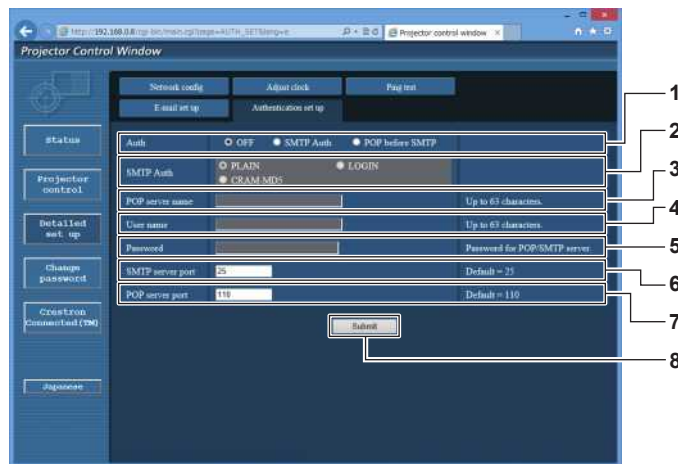 Projector control window
Projector Control Window
Network config
Adjust clock
Ping test
E-mail set up
Authentication set up
Status
Projector control
Detailed set up
Change password
Crestron Connected(TM)
Japanese
Auth
OFF
SMTP Auth
POP before SMTP
SMTP Auth
PLAIN
LOGIN
CRAM-MD5
POP server name
Up to 63 characters.
User name
Up to 63 characters.
Password
Password for POP/SMTP server.
SMTP server port
25
Default = 25
POP server port
110
Default = 110
Submit
1
2
3
4
5
6
7
8